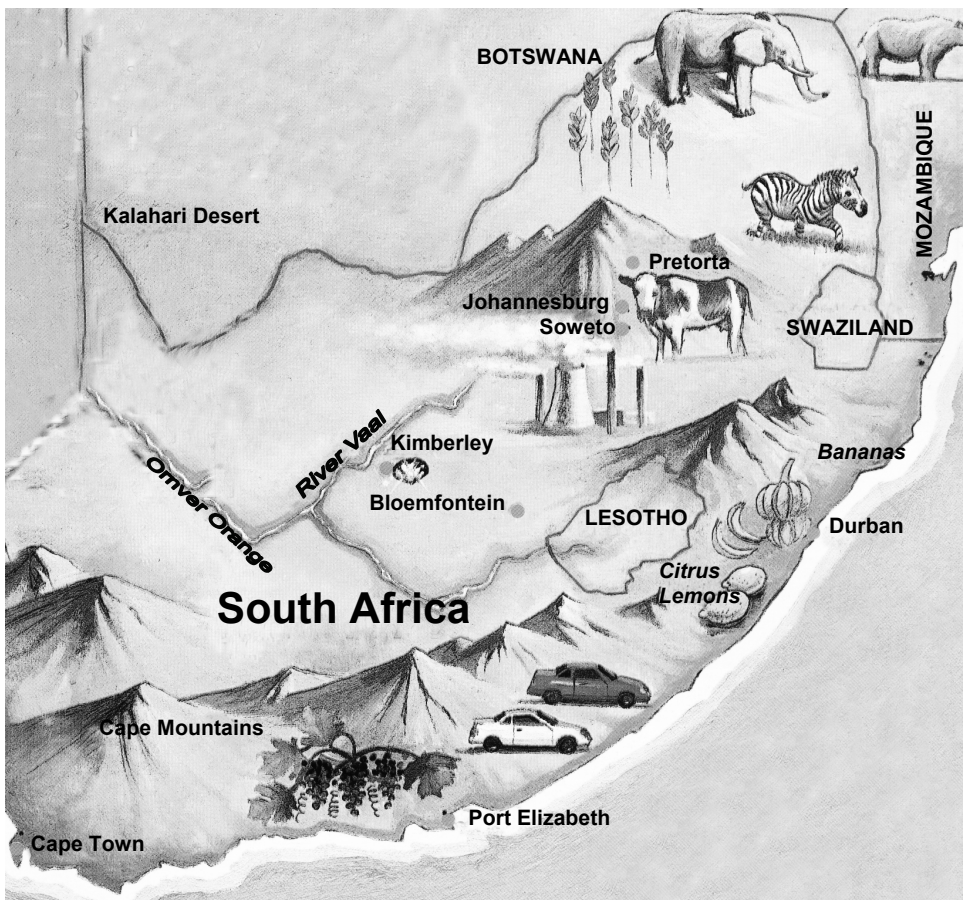 BOTSWANA
MOZAMBIQUE
Kalahari Desert
Pretorta
Johannesburg
Soweto
SWAZILAND
River Vaal
Kimberley
Bananas
Omver Orange
Bloemfontein
LESOTHO
Durban
Citrus
Lemons
South Africa
Cape Mountains
Port Elizabeth
Cape Town